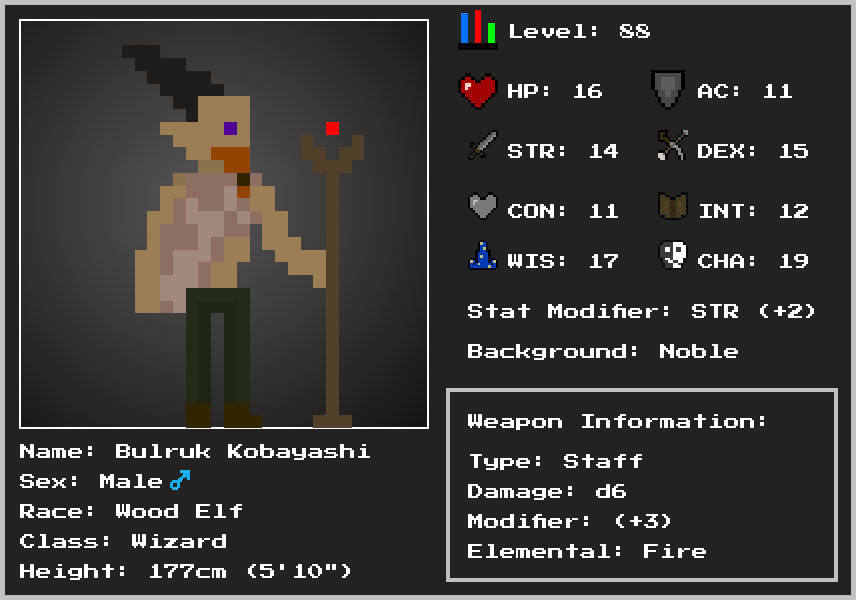 Level: 88
HP: 16 AC: 11
STR: 14 DEX: 15
CON: 11 INT: 12
WIS: 17 CHA: 19
Stat Modifier: STR (+2)
Background: Noble
Weapon Information:
Type: Staff
Damage: d6
Modifier: (+3)
Elemental: Fire
Name: Bulruk Kobayashi
Sex: Male ♂
Race: Wood Elf
Class: Wizard
Height: 177cm (5'10")